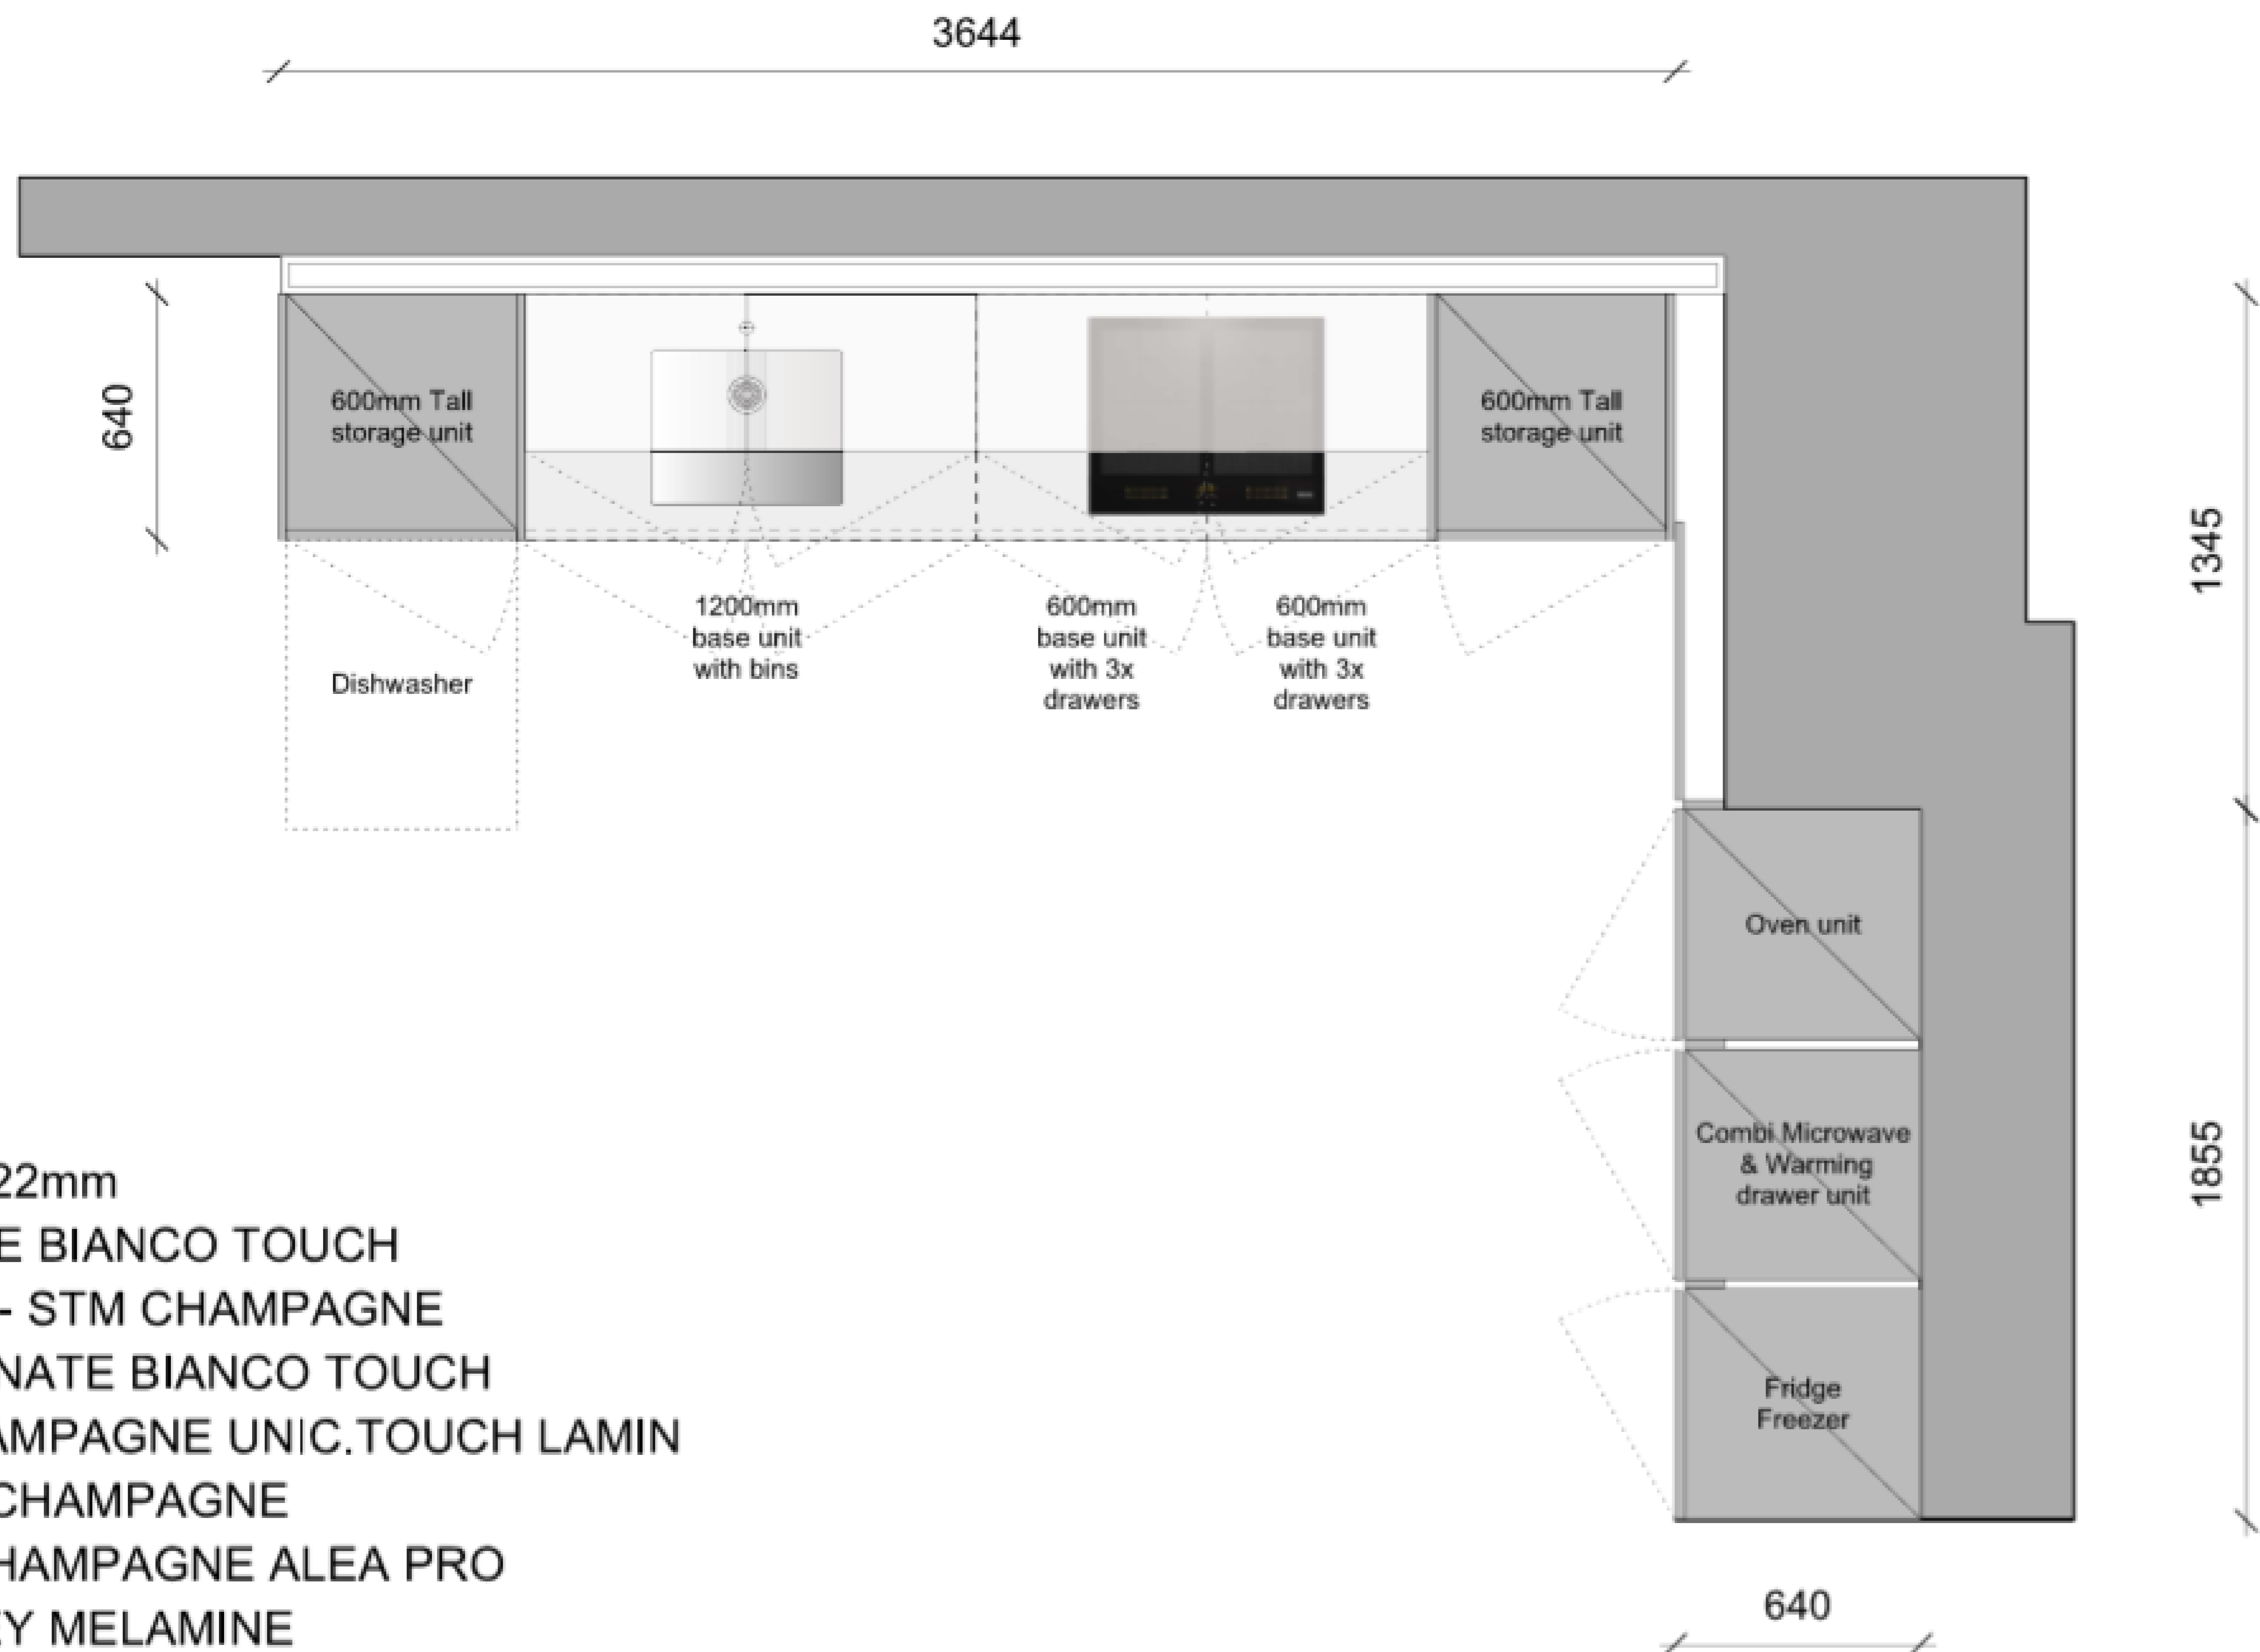 3644
640
600mm Tall
storage unit
600mm Tall
storage unit
1345
1200mm
base unit
with bins
600mm
base unit
with 3x
drawers
600mm
base unit
with 3x
drawers
Dishwasher
Oven unit
Combi Microwave
& Warming
drawer unit
1855
Fridge
Freezer
22mm
E BIANCO TOUCH
- STM CHAMPAGNE
NATE BIANCO TOUCH
AMPAGNE UNIC.TOUCH LAMIN
CHAMPAGNE
HAMPAGNE ALEA PRO
EY MELAMINE
640